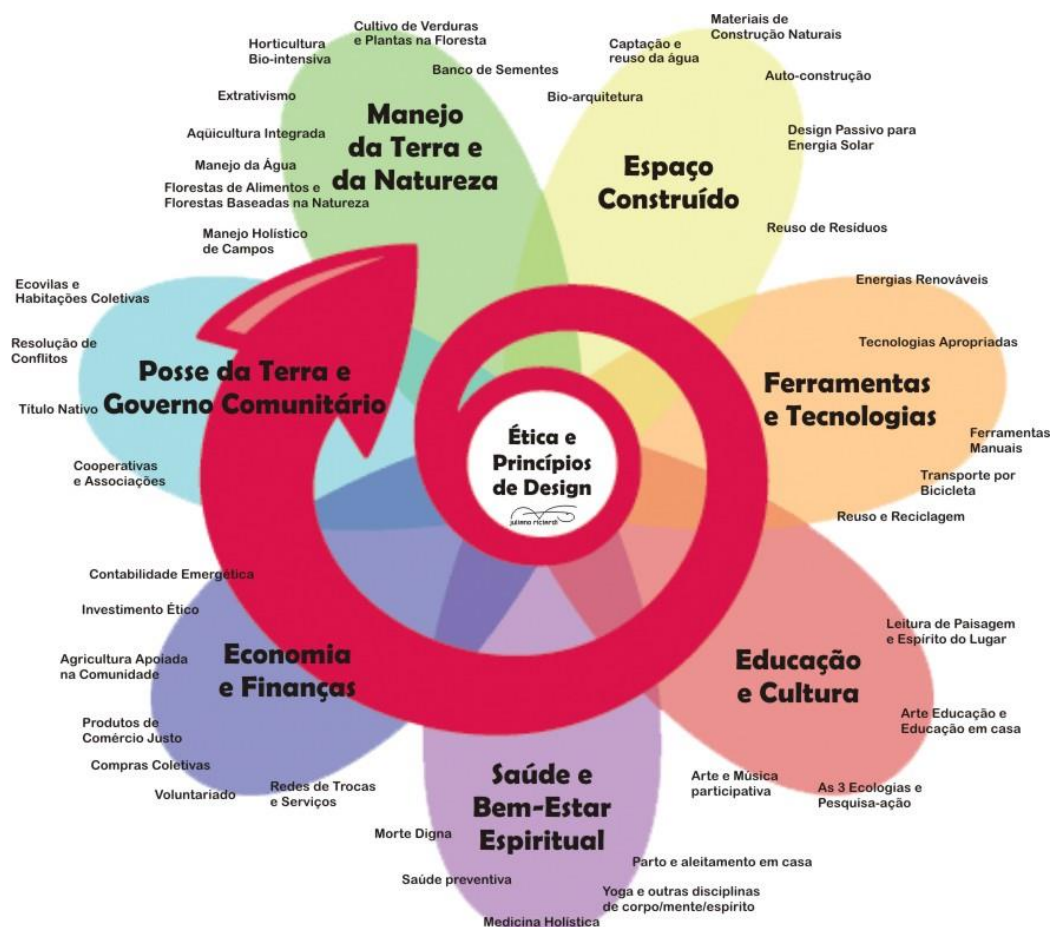 Cultivo de Verduras
e Plantas na Floresta
Horticultura
Bio-intensiva
Banco de Sementes
Extrativismo
Aqüicultura Integrada
Manejo da Água
Florestas de Alimentos e
Florestas Baseadas na Natureza
Manejo Holístico
de Campos
Manejo
da Terra e
da Natureza
Materiais de
Construção Naturais
Captação e
reuso da água
Auto-construção
Bio-arquitetura
Design Passivo para
Energia Solar
Reuso de Resíduos
Espaço
Construído
Energias Renováveis
Tecnologias Apropriadas
Ferramentas
e Tecnologias
Ferramentas
Manuais
Transporte por
Bicicleta
Reuso e Reciclagem
Leitura de Paisagem
e Espírito do Lugar
Educação
e Cultura
Arte Educação e
Educação em casa
As 3 Ecologias e
Pesquisa-ação
Arte e Música
participativa
Saúde e
Bem-Estar
Espiritual
Parto e aleitamento em casa
Yoga e outras disciplinas
de corpo/mente/espírito
Medicina Holística
Saúde preventiva
Morte Digna
Economia
e Finanças
Contabilidade Emergética
Investimento Ético
Agricultura Apoiada
na Comunidade
Produtos de
Comércio Justo
Compras Coletivas
Voluntariado
Redes de Trocas
e Serviços
Posse da Terra e
Governo Comunitário
Ecovilas e
Habitações Coletivas
Resolução de
Conflitos
Título Nativo
Cooperativas
e Associações
Ética e
Princípios
de Design